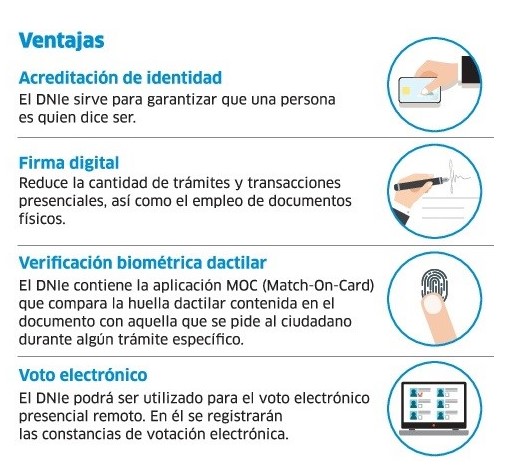 Ventajas
Acreditación de identidad
El DNIe sirve para garantizar que una persona
es quien dice ser.
Firma digital
Reduce la cantidad de trámites y transacciones
presenciales, así como el empleo de documentos
físicos.
Verificación biométrica dactilar
El DNIe contiene la aplicación MOC (Match-On-Card)
que compara la huella dactilar contenida en el
documento con aquella que se pide al ciudadano
durante algún trámite específico.
Voto electrónico
El DNIe podrá ser utilizado para el voto electrónico
presencial remoto. En él se registrarán
las constancias de votación electrónica.